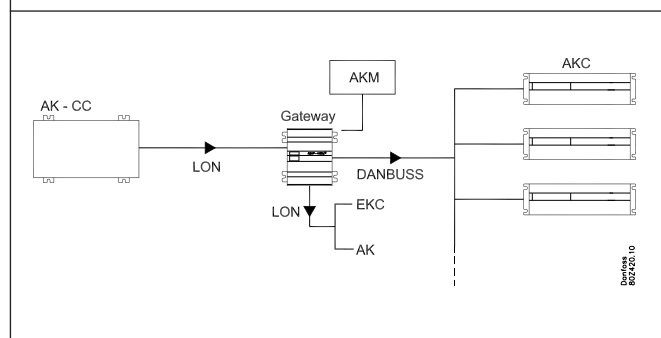 AKC
AKM
AK - CC
Gateway
LON
DANBUSS
LON
EKC
AK
Danfoss
80Z420.10